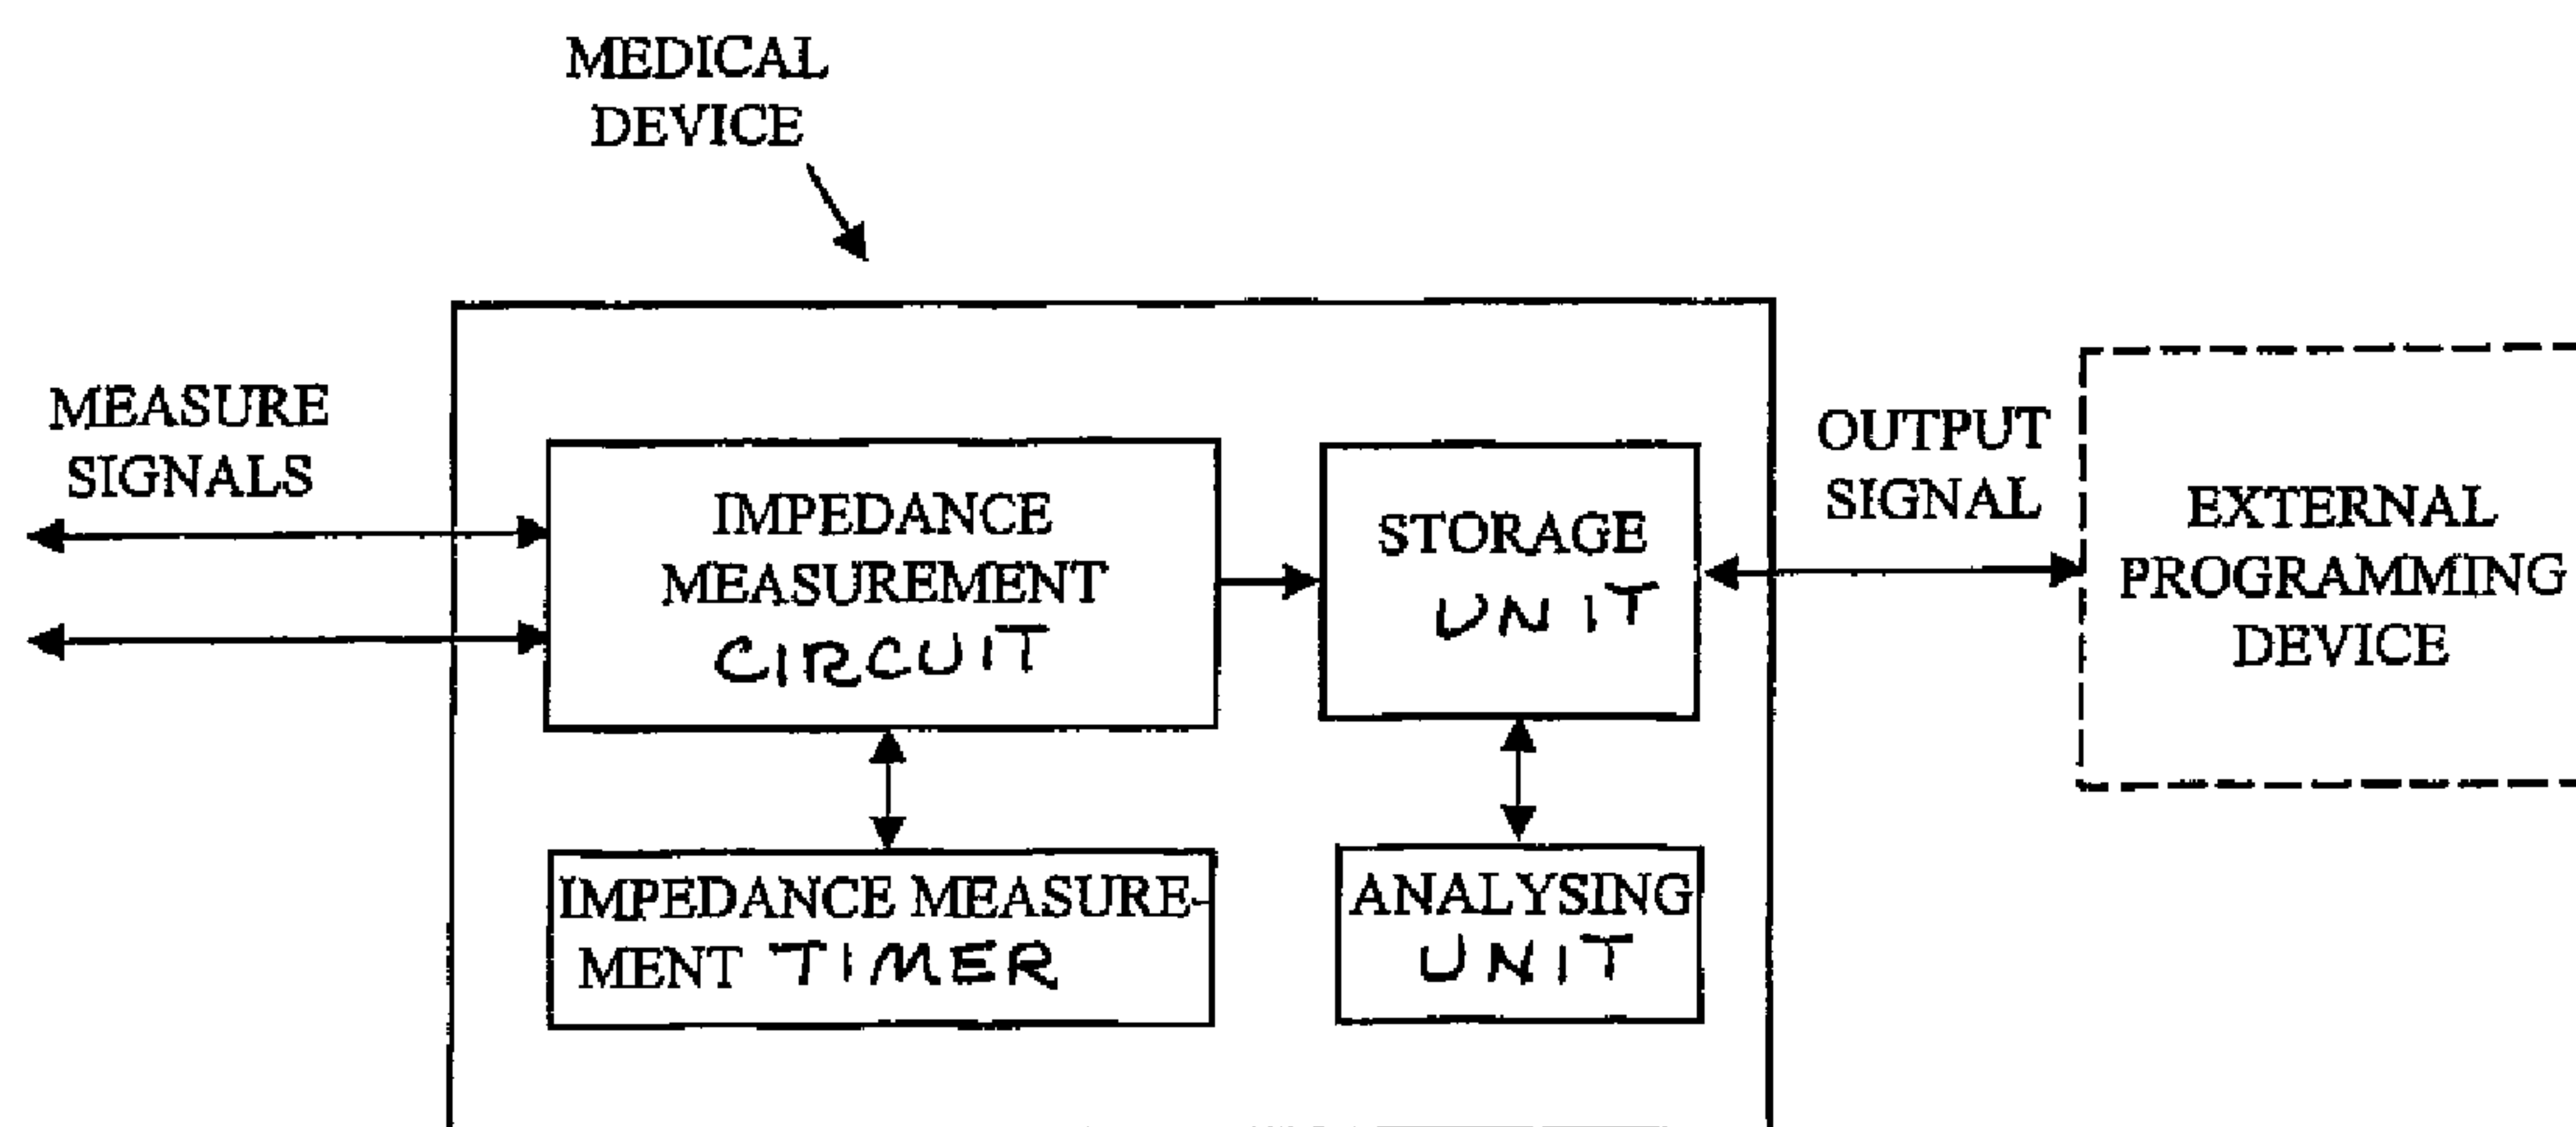 MEDICAL
DEVICE
MEASURE
SIGNALS
IMPEDANCE
MEASUREMENT
CIRCUIT
STORAGE
UNIT
OUTPUT
SIGNAL
EXTERNAL
PROGRAMMING
DEVICE
IMPEDANCE MEASURE-
MENT TIMER
ANALYSING
UNIT